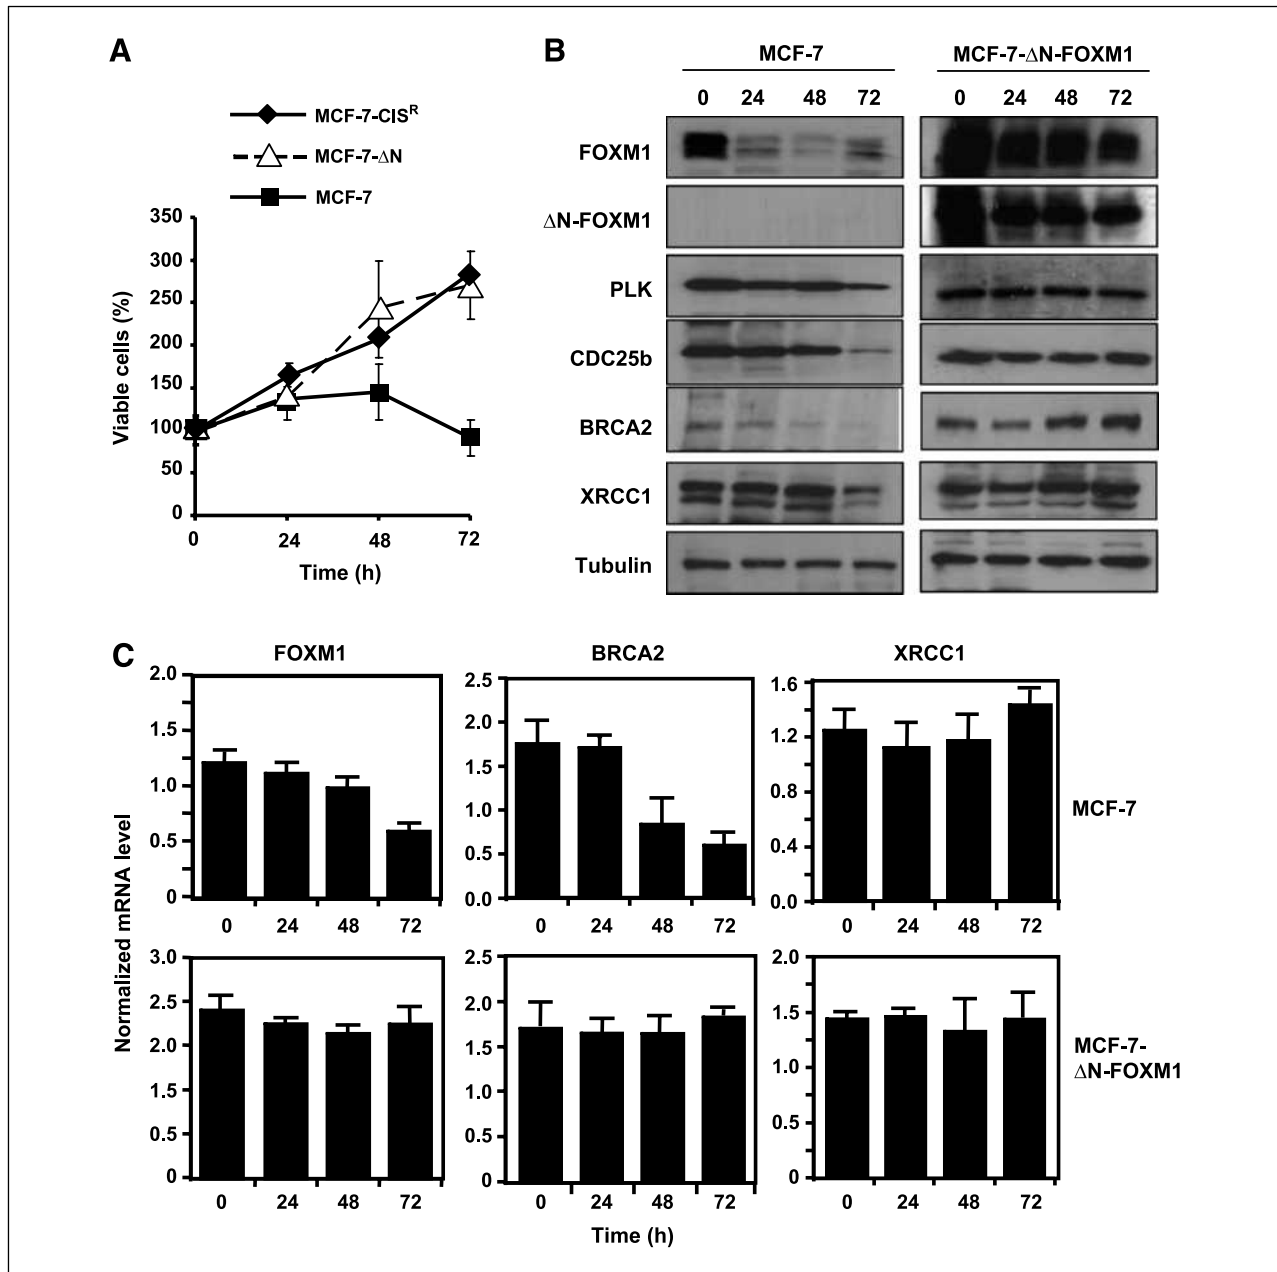 A
MCF-7-CISᴿ
MCF-7-ΔN
MCF-7
350
300
250
200
150
100
50
0
Viable cells (%)
0 24 48 72
Time (h)
B
MCF-7 MCF-7-ΔN-FOXM1
0 24 48 72 0 24 48 72
FOXM1
ΔN-FOXM1
PLK
CDC25b
BRCA2
XRCC1
Tubulin
C
FOXM1 BRCA2 XRCC1
Normalized mRNA level
2.0
1.5
1.0
0.5
0
0 24 48 72
2.5
2.0
1.5
1.0
0.5
0.0
0 24 48 72
1.6
1.2
0.8
0.4
0.0
0 24 48 72
MCF-7
3.0
2.5
2.0
1.5
1.0
0.5
0
0 24 48 72
2.5
2.0
1.5
1.0
0.5
0
0 24 48 72
2.0
1.5
1.0
0.5
0
0 24 48 72
MCF-7-
ΔN-FOXM1
Time (h)